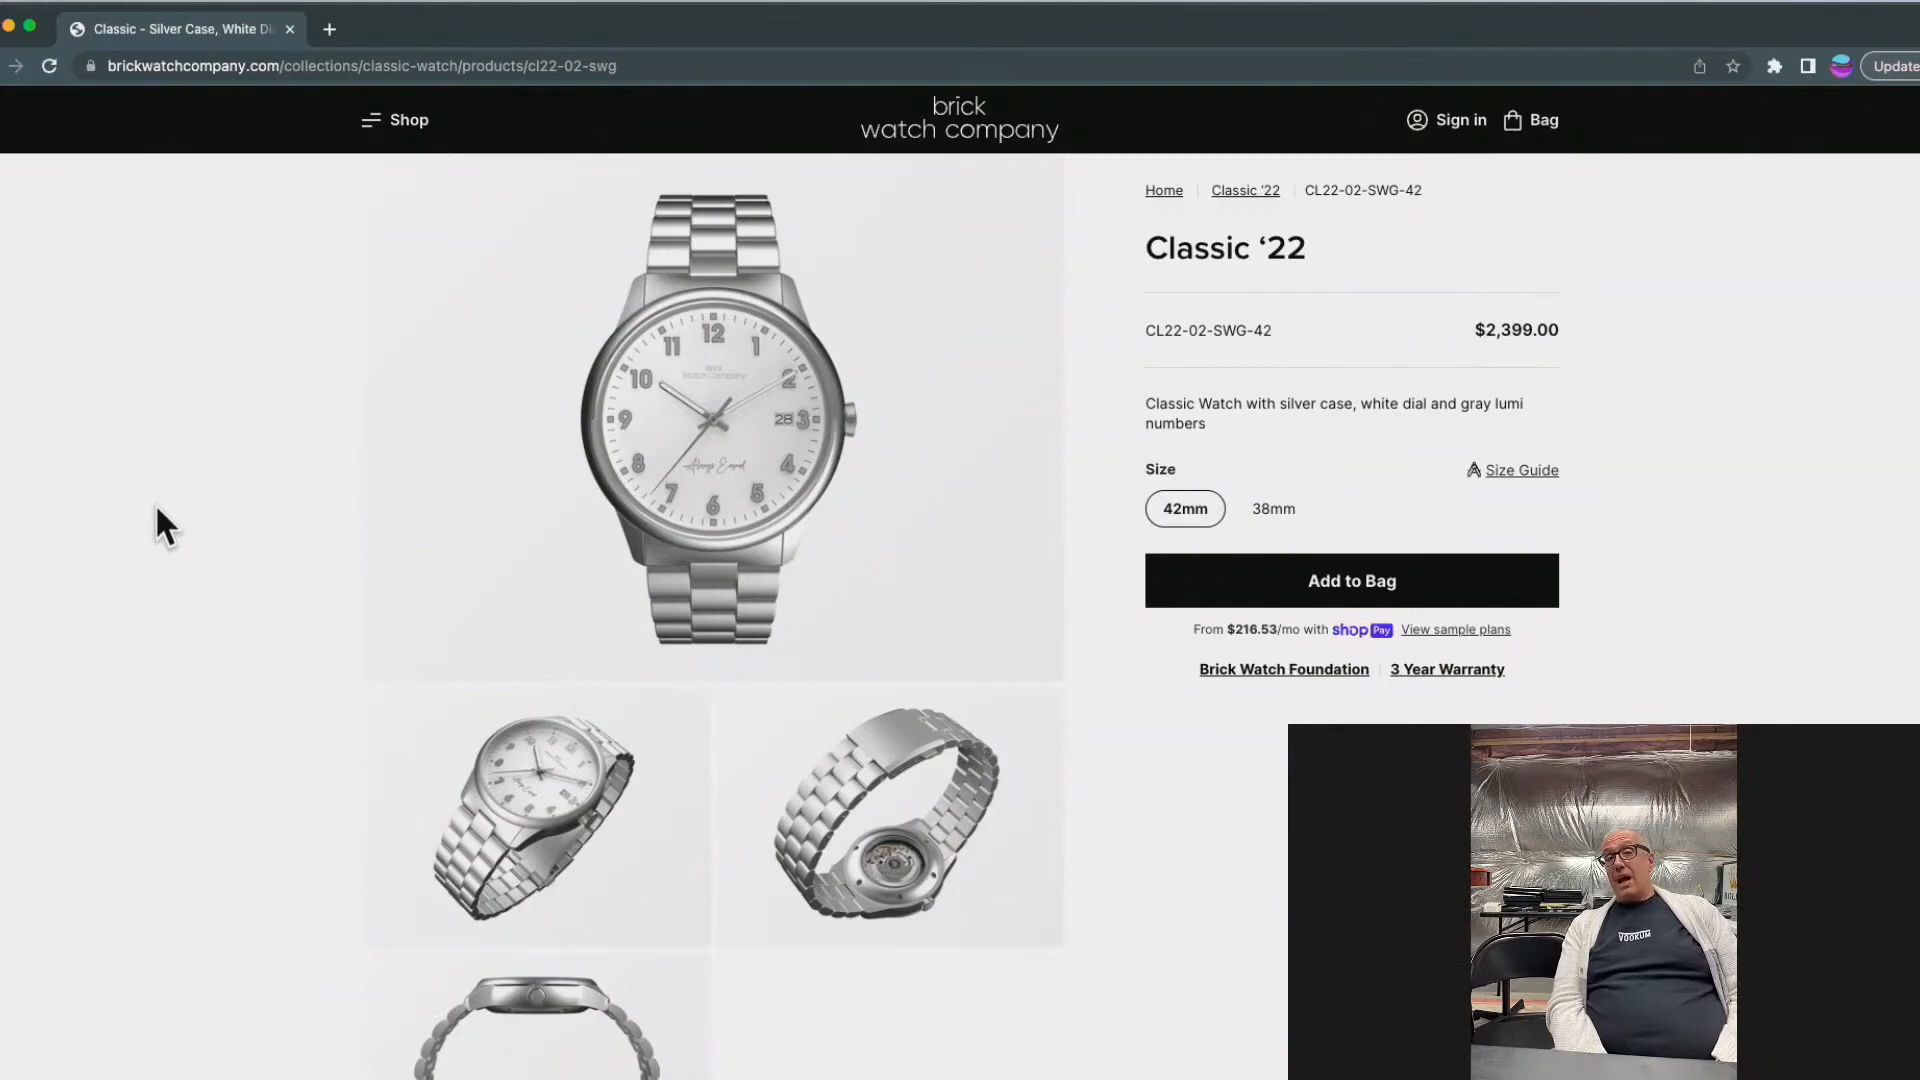 Classic - Silver Case, White Di
brickwatchcompany.com/collections/classic-watch/products/cl22-02-swg
Update
Shop
brick
watch company
Sign in
Bag
Home
Classic '22
CL22-02-SWG-42
Classic ‘22
CL22-02-SWG-42
$2,399.00
Classic Watch with silver case, white dial and gray lumi
numbers
Size
Size Guide
42mm
38mm
Add to Bag
From $216.53/mo with shop Pay View sample plans
Brick Watch Foundation
3 Year Warranty
12
11
1
10
2
Brick
Watch Company
9
28
3
8
4
7
5
6
VOOKUM